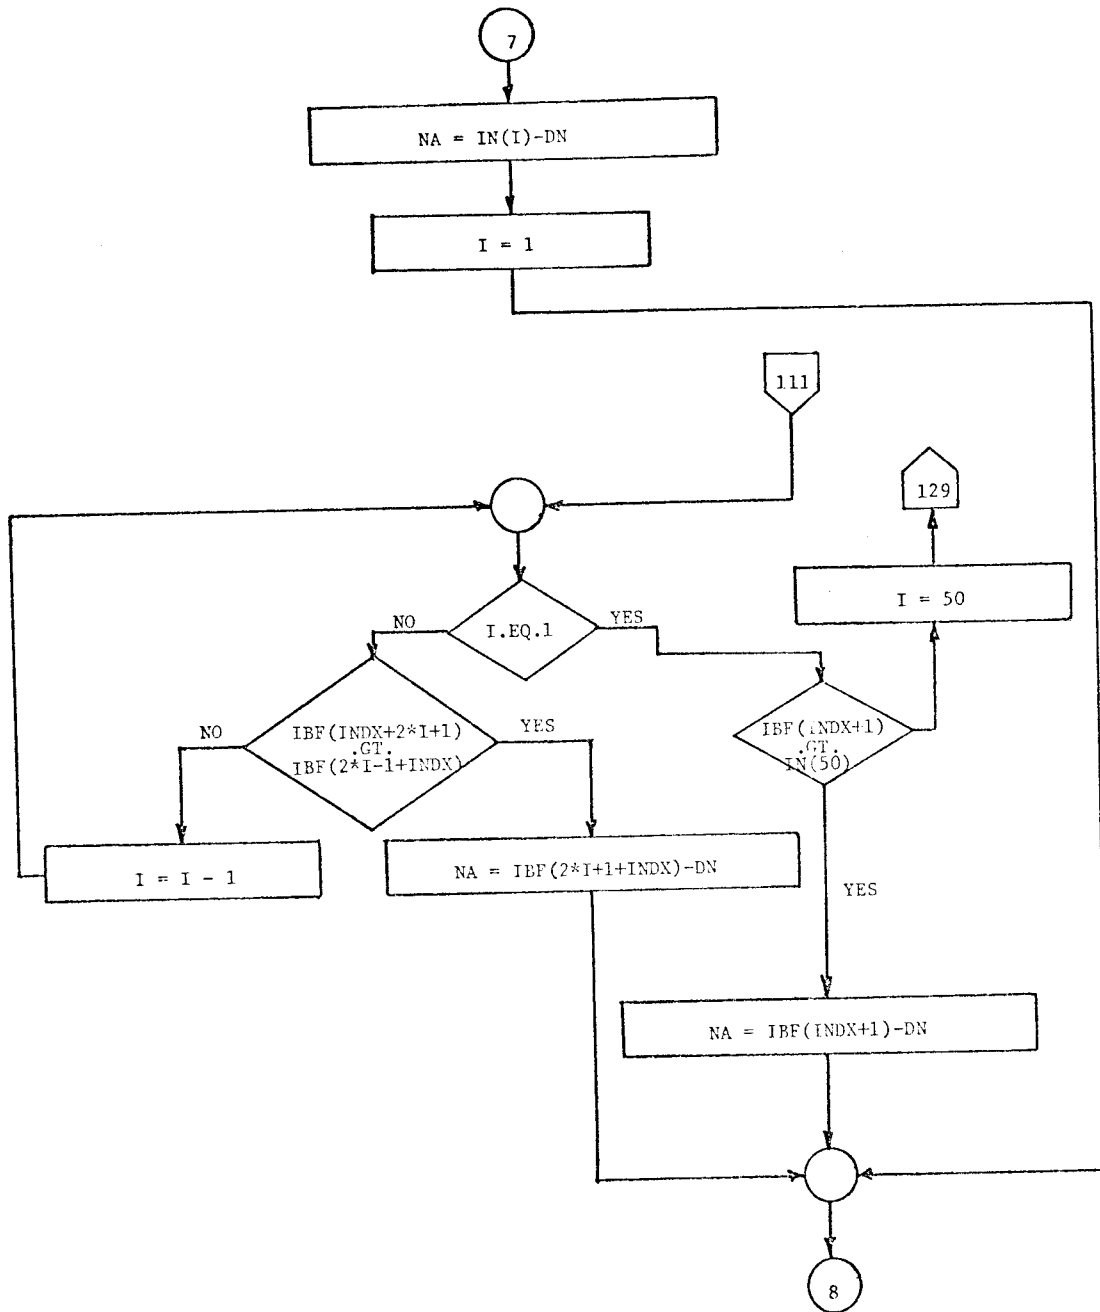 7
NA = IN(I)-DN
I = 1
111
129
I = 50
NO
I.EQ.1
YES
NO
IBF(INDX+2*I+1)
.GT.
IBF(2*I-1+INDX)
YES
IBF(INDX+1)
.GT.
IN(50)
I = I - 1
NA = IBF(2*I+1+INDX)-DN
YES
NA = IBF(INDX+1)-DN
8